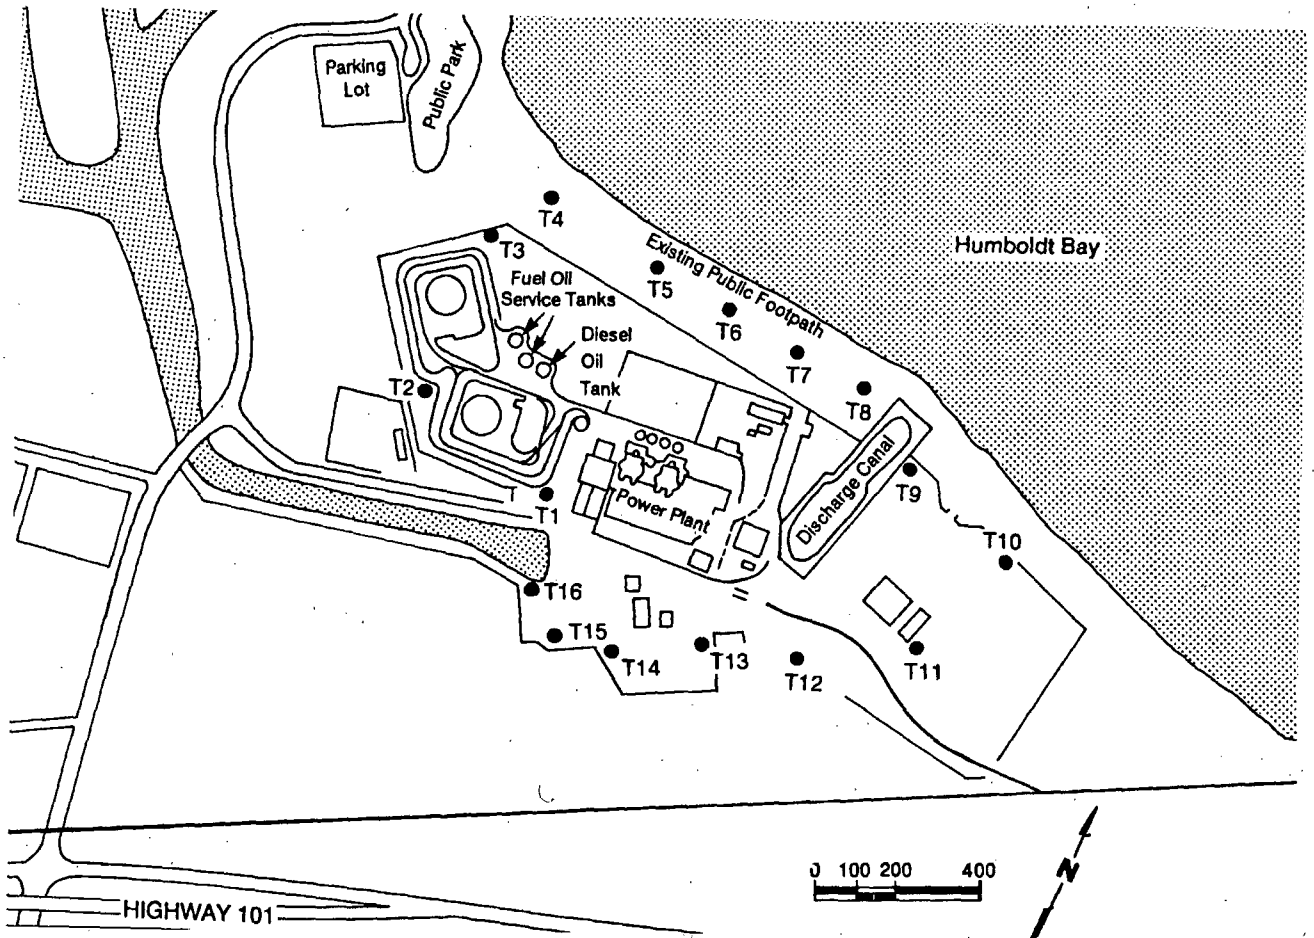 Parking
Lot
Public Park
T4
T3
Existing Public Footpath
Humboldt Bay
Fuel Oil
Service Tanks
T5
T6
Diesel
Oil
Tank
T7
T2
T8
T1
Power Plant
Discharge Canal
T9
T10
T16
T15
T14
T13
T12
T11
0 100 200 400
N
HIGHWAY 101